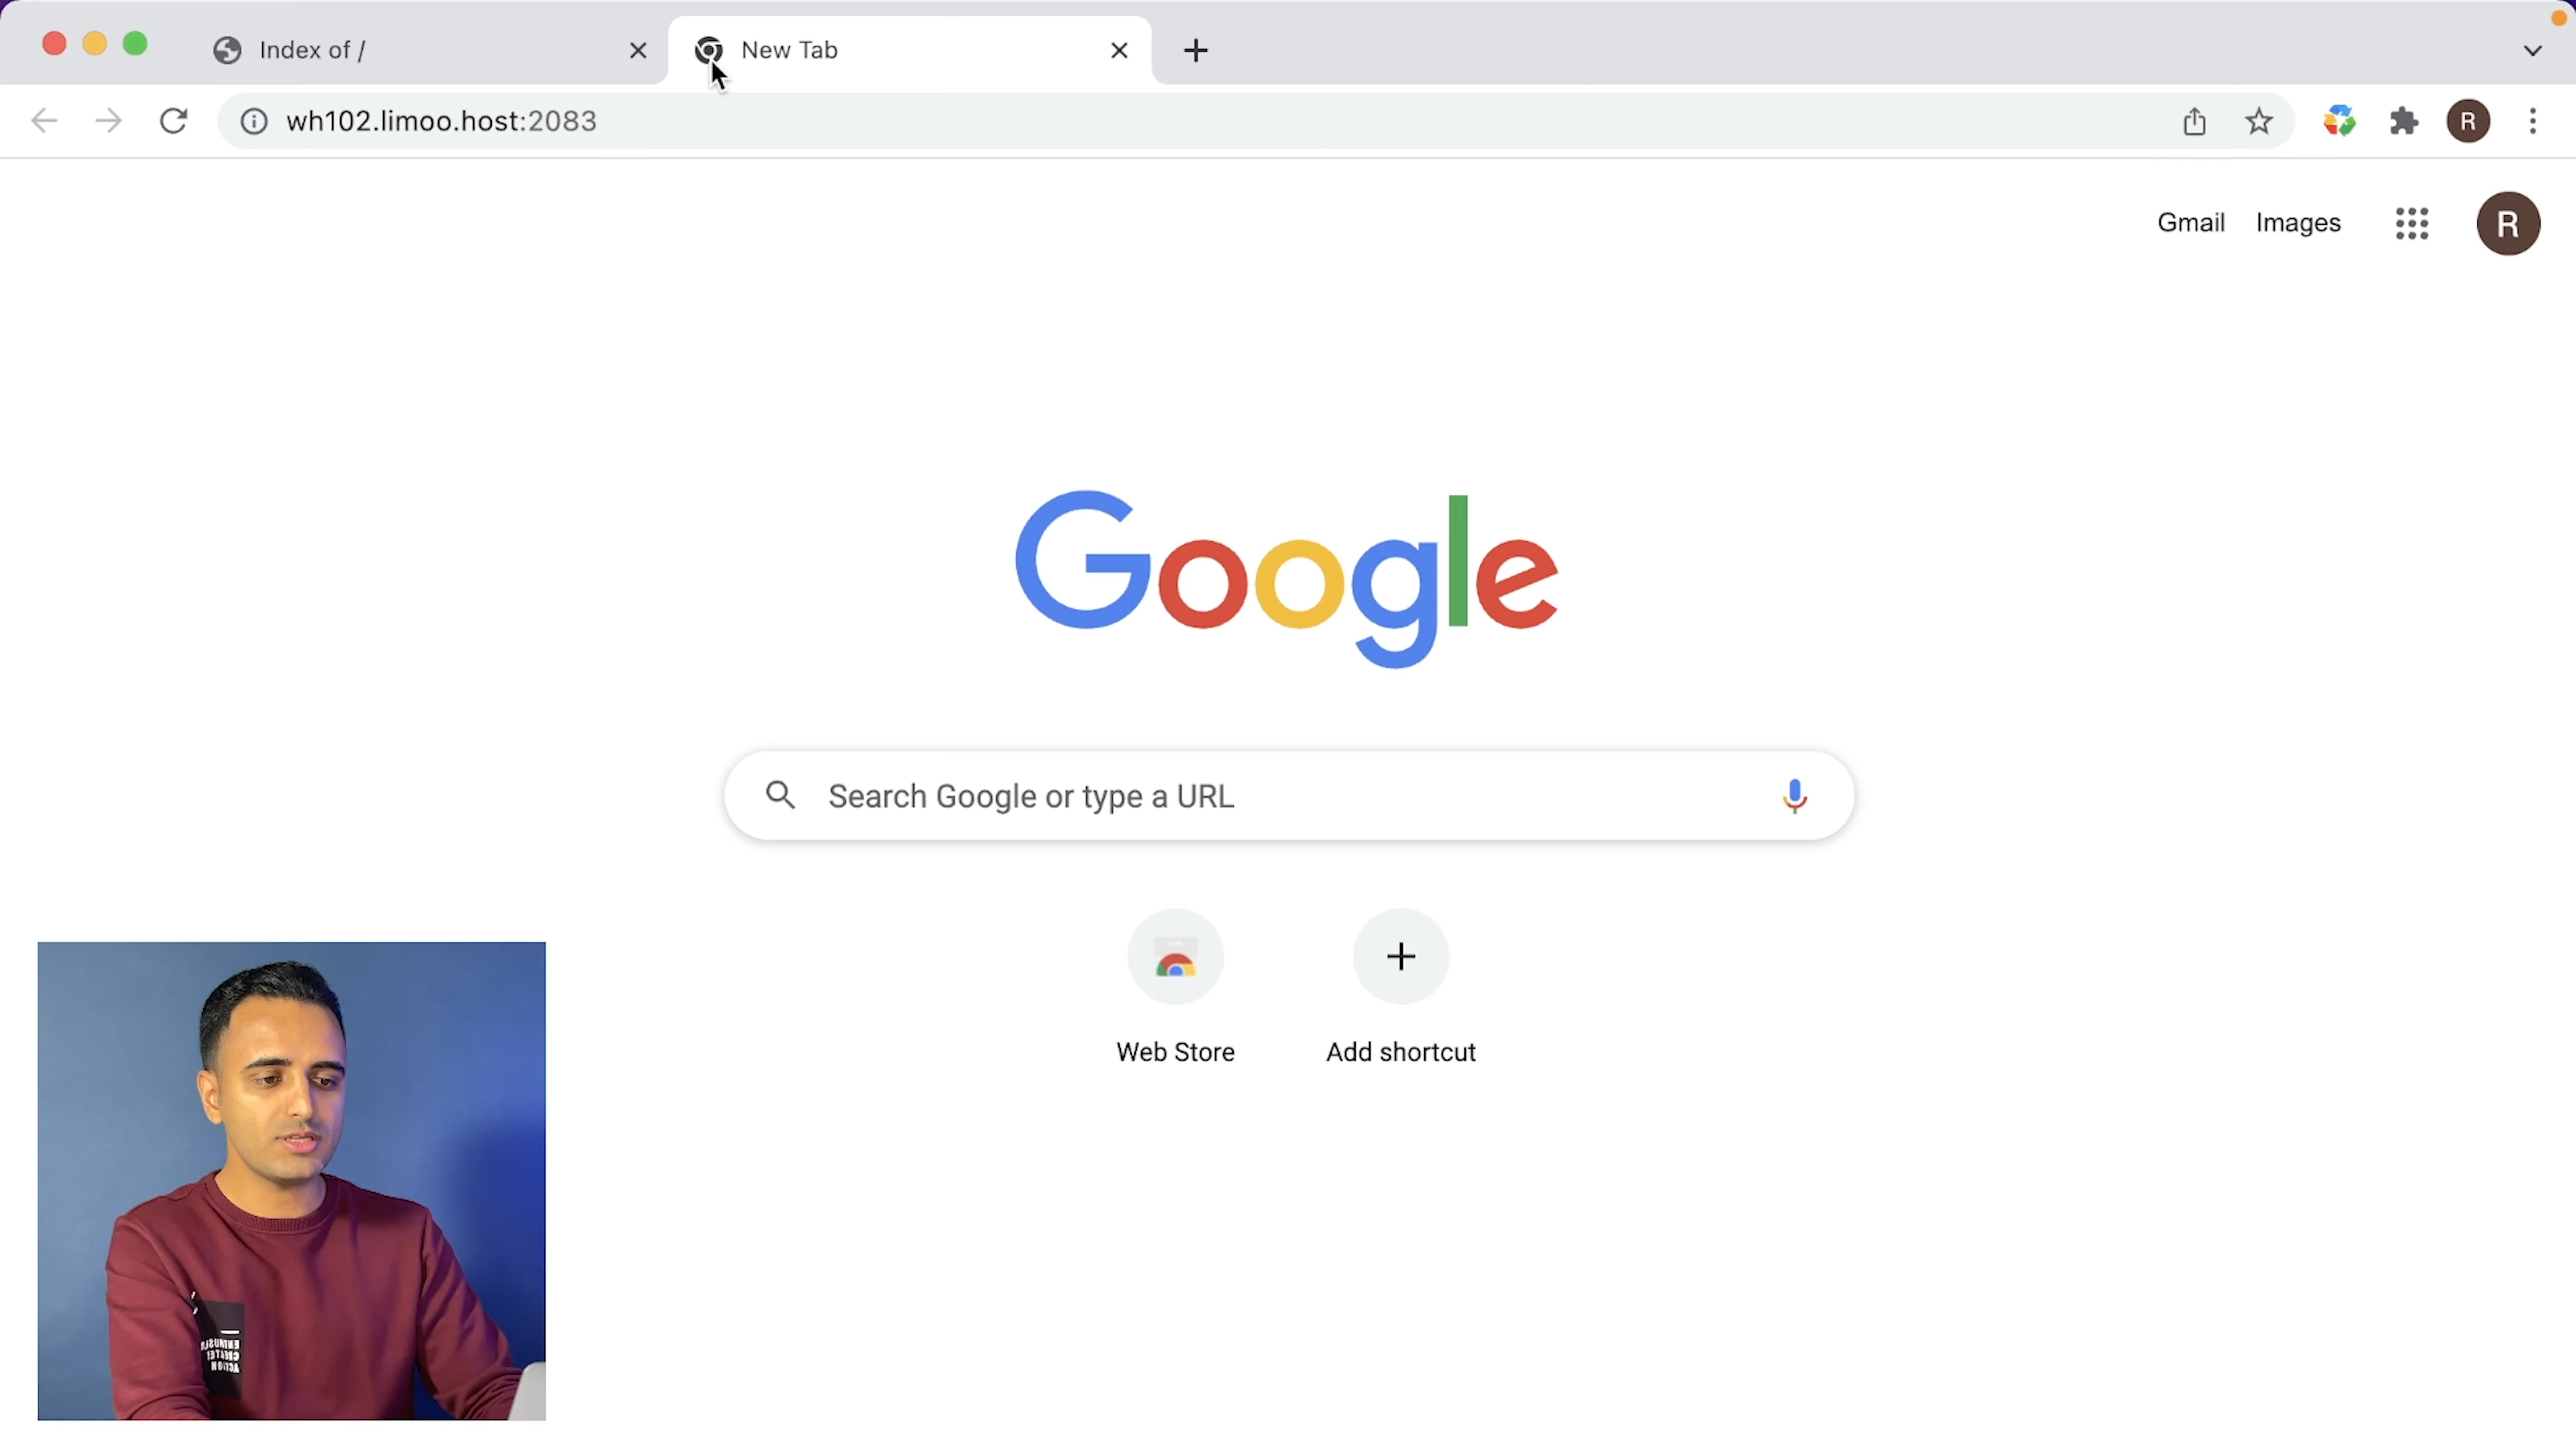 Index of /
New Tab
wh102.limoo.host:2083
R
Gmail
Images
R
Google
Search Google or type a URL
Web Store
Add shortcut